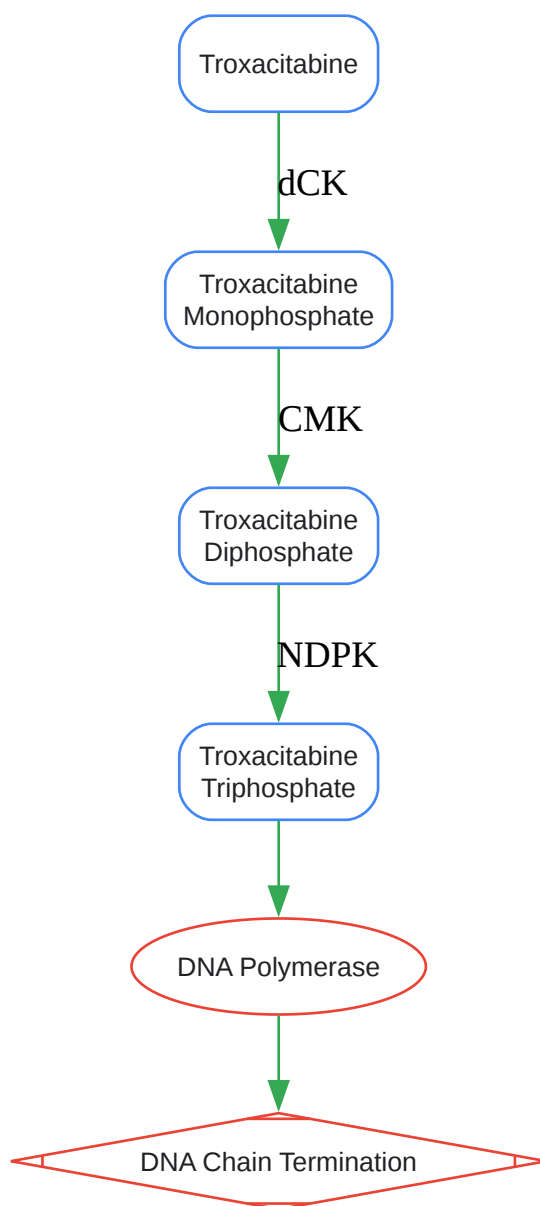 Troxacitabine
dCK
Troxacitabine
Monophosphate
CMK
Troxacitabine
Diphosphate
NDPK
Troxacitabine
Triphosphate
DNA Polymerase
DNA Chain Termination